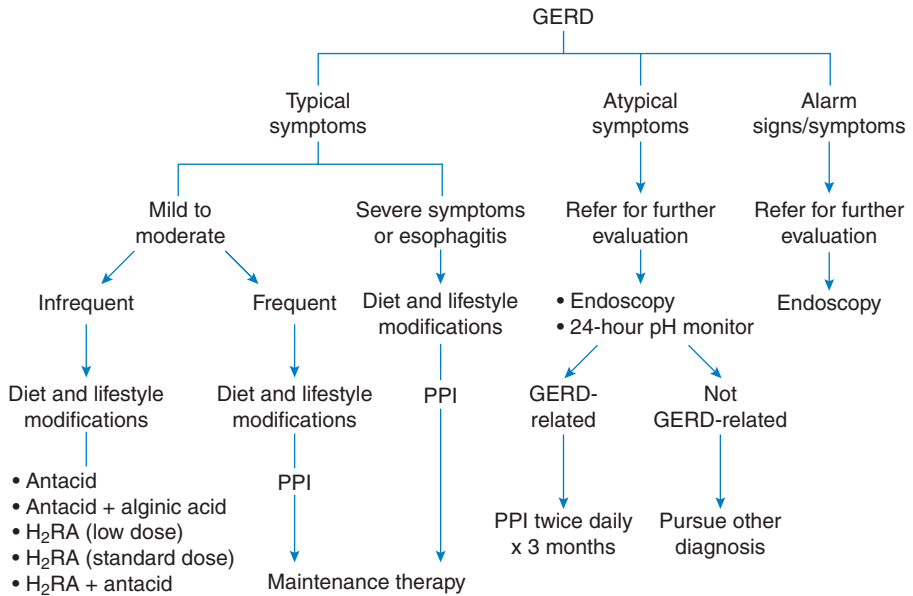 GERD
Typical
symptoms
Atypical
symptoms
Alarm
signs/symptoms
Mild to
moderate
Severe symptoms
or esophagitis
Refer for further
evaluation
Refer for further
evaluation
Infrequent
Frequent
Diet and lifestyle
modifications
• Endoscopy
• 24-hour pH monitor
Endoscopy
Diet and lifestyle
modifications
Diet and lifestyle
modifications
PPI
GERD-
related
Not
GERD-related
• Antacid
• Antacid + alginic acid
• H₂RA (low dose)
• H₂RA (standard dose)
• H₂RA + antacid
PPI
PPI twice daily
x 3 months
Pursue other
diagnosis
Maintenance therapy